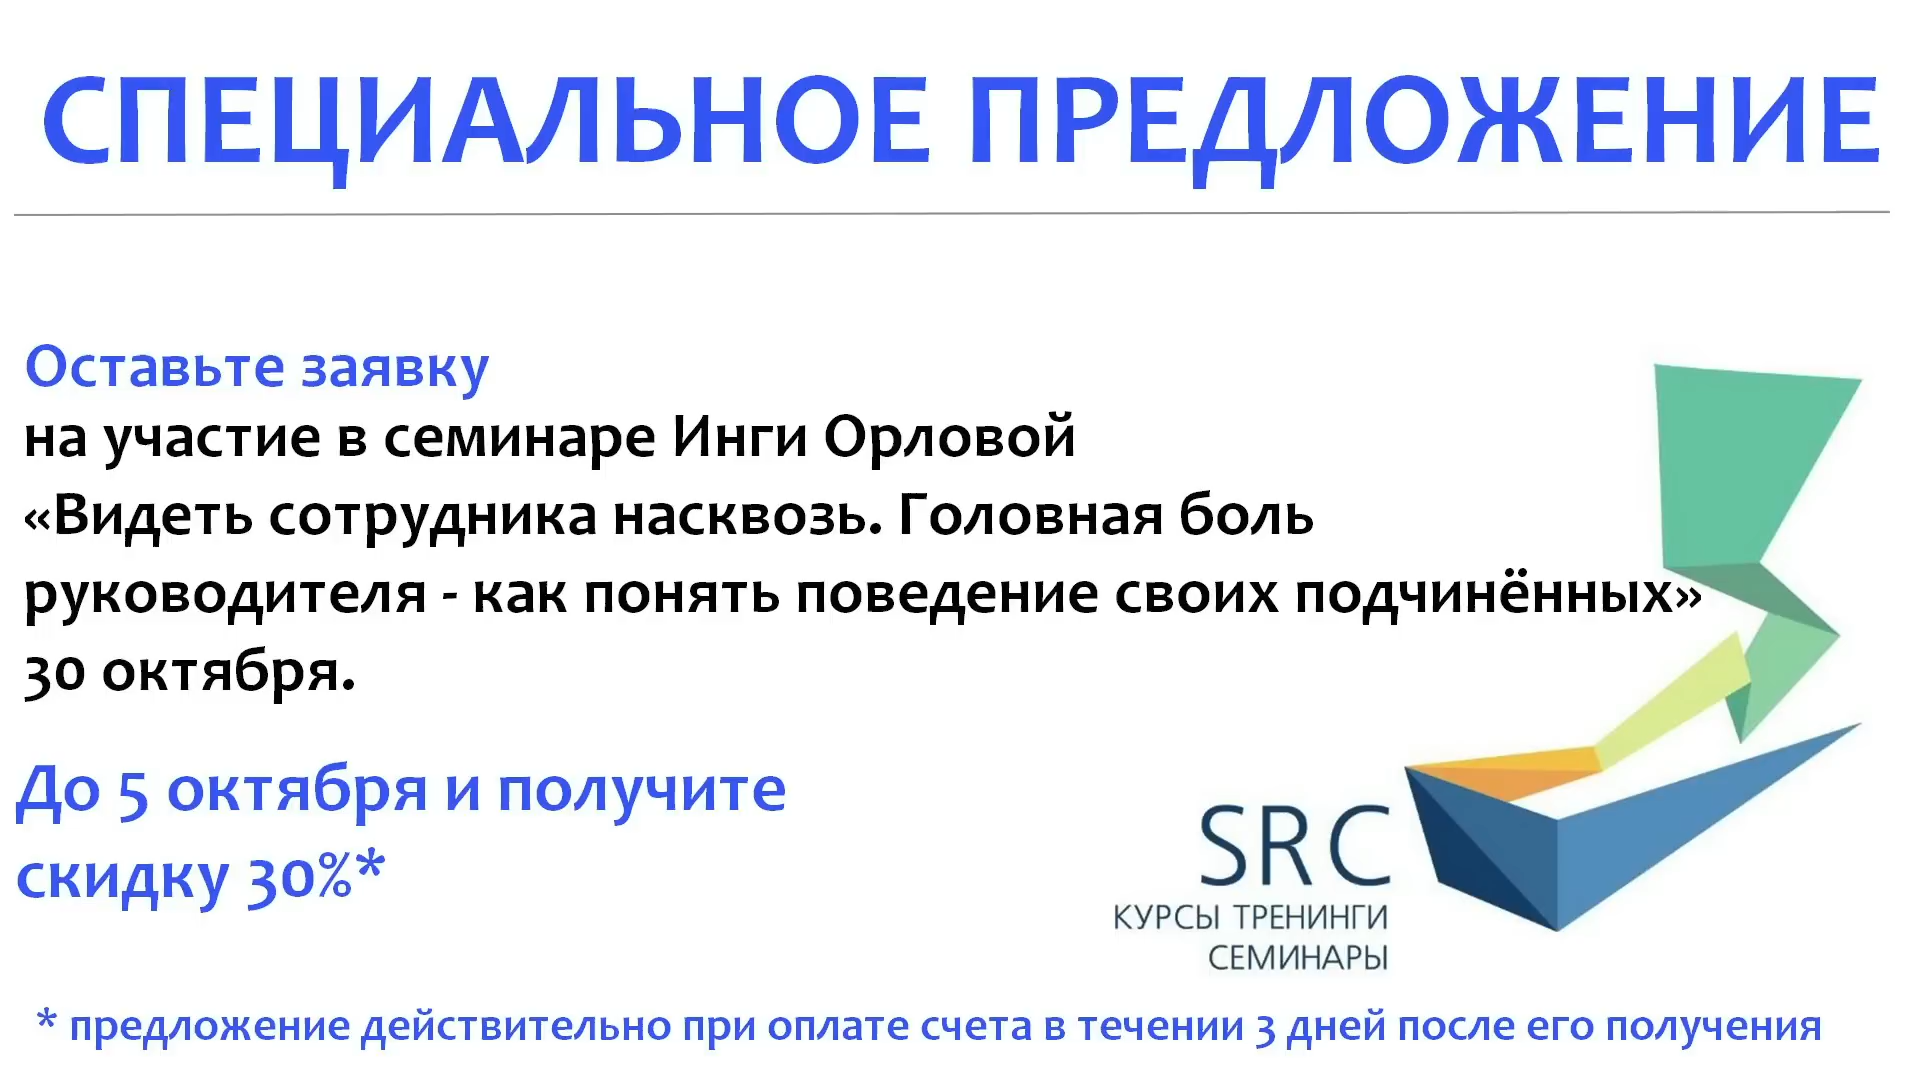 СПЕЦИАЛЬНОЕ ПРЕДЛОЖЕНИЕ
Оставьте заявку
на участие в семинаре Инги Орловой
«Видеть сотрудника насквозь. Головная боль
руководителя - как понять поведение своих подчинённых»
30 октября.
До 5 октября и получите
скидку 30%*
SRC
КУРСЫ ТРЕНИНГИ
СЕМИНАРЫ
* предложение действительно при оплате счета в течении 3 дней после его получения